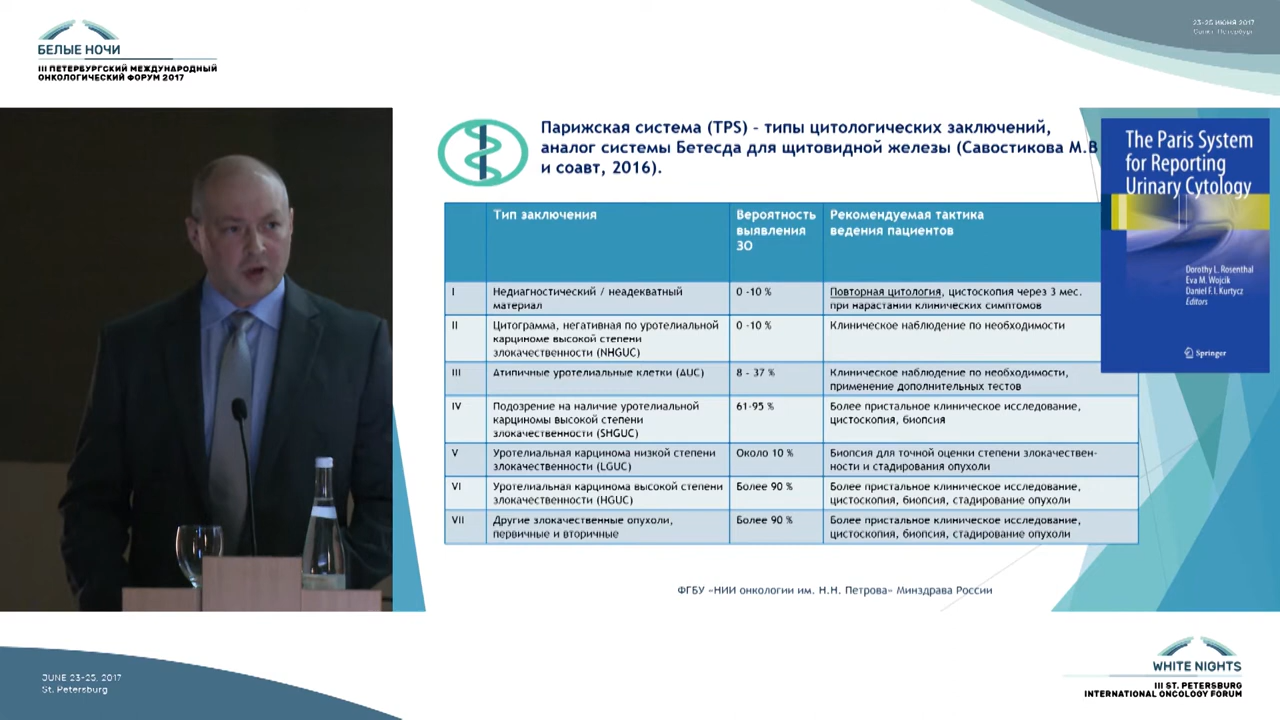 БЕЛЫЕ НОЧИ
III ПЕТЕРБУРГСКИЙ МЕЖДУНАРОДНЫЙ
ОНКОЛОГИЧЕСКИЙ ФОРУМ 2017
23-25 ИЮНЯ 2017
Санкт-Петербург
Парижская система (TPS) – типы цитологических заключений,
аналог системы Бетесда для щитовидной железы (Савостикова М.В
и соавт, 2016).
The Paris System
for Reporting
Urinary Cytology
Dorothy L. Rosenthal
Eva M. Wojcik
Daniel F. I. Kurtycz
Editors
Springer
Тип заключения
Вероятность
выявления
ЗО
Рекомендуемая тактика
ведения пациентов
I
Недиагностический / неадекватный
материал
0 -10 %
Повторная цитология, цистоскопия через 3 мес.
при нарастании клинических симптомов
II
Цитограмма, негативная по уротелиальной
карциноме высокой степени
злокачественности (NHGUC)
0 -10 %
Клиническое наблюдение по необходимости
III
Атипичные уротелиальные клетки (AUC)
8 - 37 %
Клиническое наблюдение по необходимости,
применение дополнительных тестов
IV
Подозрение на наличие уротелиальной
карциномы высокой степени
злокачественности (SHGUC)
61-95 %
Более пристальное клиническое исследование,
цистоскопия, биопсия
V
Уротелиальная карцинома низкой степени
злокачественности (LGUC)
Около 10 %
Биопсия для точной оценки степени злокачествен-
ности и стадирования опухоли
VI
Уротелиальная карцинома высокой степени
злокачественности (HGUC)
Более 90 %
Более пристальное клиническое исследование,
цистоскопия, биопсия, стадирование опухоли
VII
Другие злокачественные опухоли,
первичные и вторичные
Более 90 %
Более пристальное клиническое исследование,
цистоскопия, биопсия, стадирование опухоли
ФГБУ «НИИ онкологии им. Н.Н. Петрова» Минздрава России
JUNE 23-25, 2017
St. Petersburg
WHITE NIGHTS
III ST. PETERSBURG
INTERNATIONAL ONCOLOGY FORUM